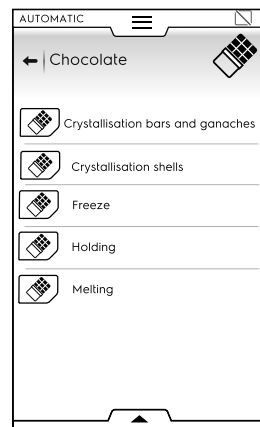 AUTOMATIC
Chocolate
Crystallisation bars and ganaches
Crystallisation shells
Freeze
Holding
Melting